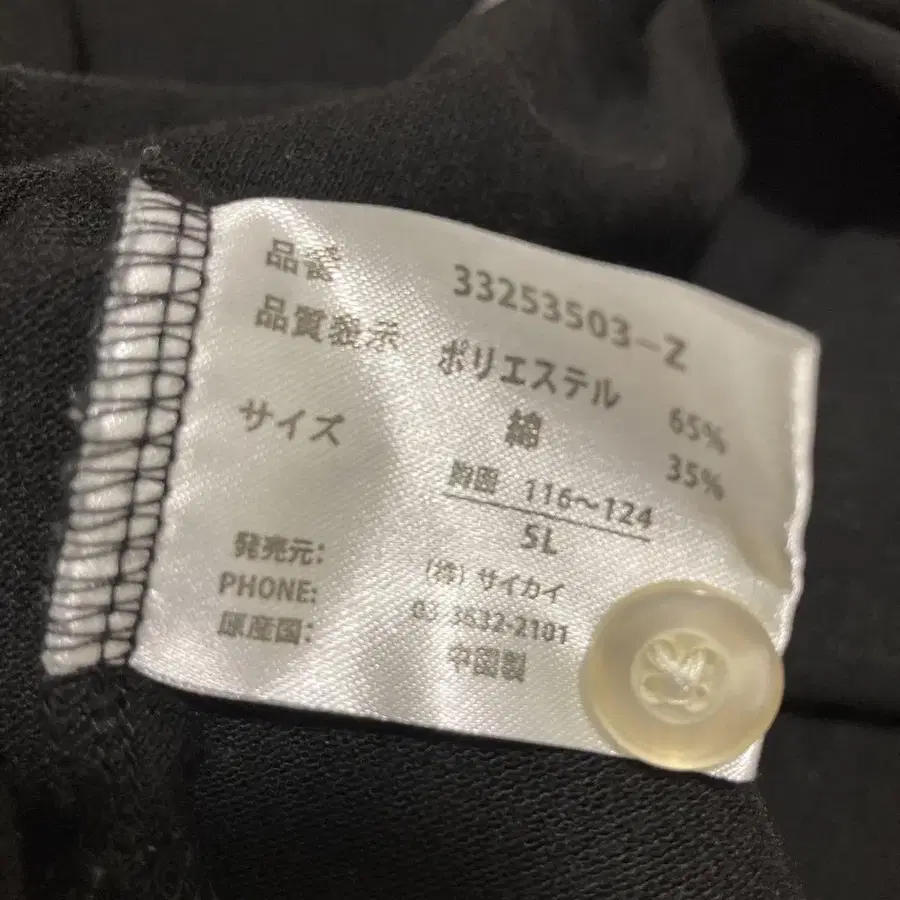 品番 33253503-Z
品質表示 ポリエステル 65%
綿 35%
サイズ 胸囲 116〜124
5L
発売元: (株) サイカイ
PHONE: 03 3632-2101
原産国: 中国製